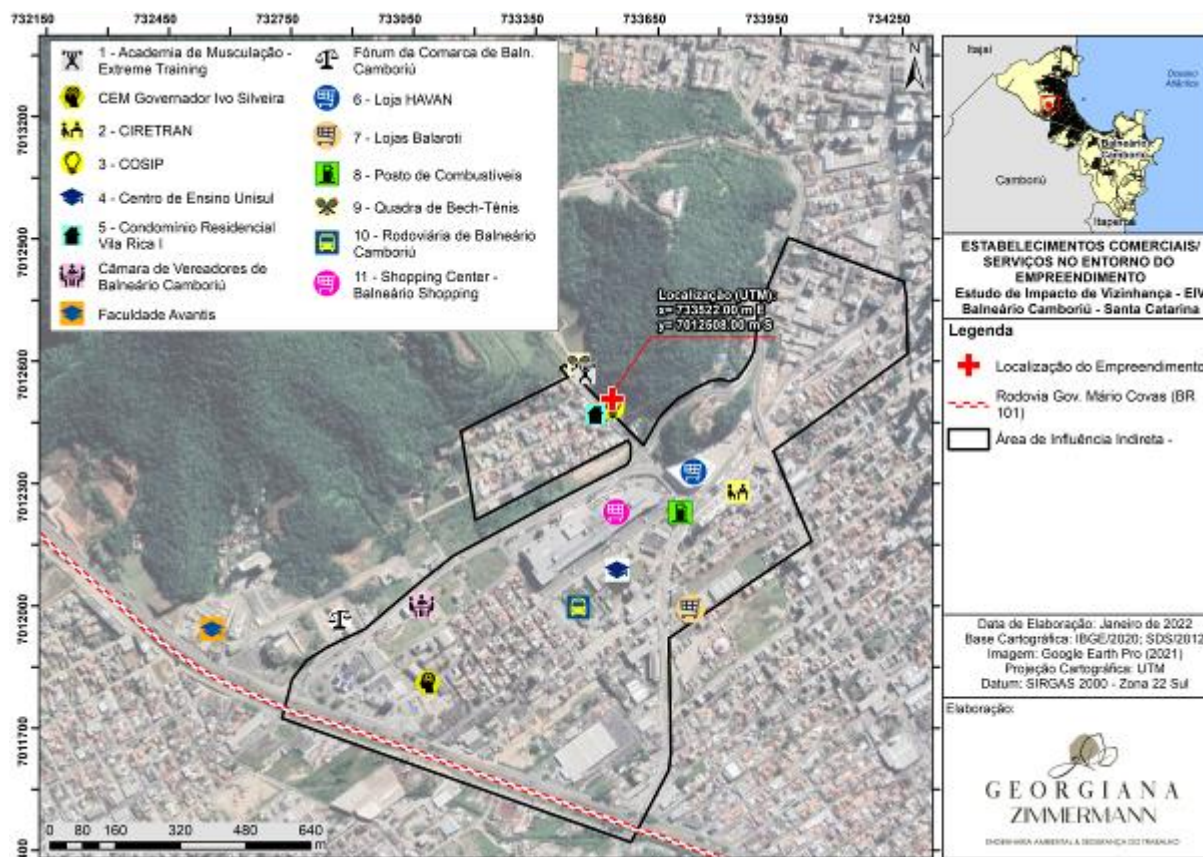 732150 732450 732750 733050 733350 733650 733950 734250
7013200
7012900
7012600
7012300
7012000
7011700
1 - Academia de Musculação -
Extreme Training
CEM Governador Ivo Silveira
2 - CIRETRAN
3 - COSIP
4 - Centro de Ensino Unisul
5 - Condomínio Residencial
Vila Rica I
Câmara de Vereadores de
Balneário Camboriú
Faculdade Avantis
Fórum da Comarca de Baln.
Camboriú
6 - Loja HAVAN
7 - Lojas Balaroti
8 - Posto de Combustíveis
9 - Quadra de Bech-Tênis
10 - Rodoviária de Balneário
Camboriú
11 - Shopping Center -
Balneário Shopping
N
Localização (UTM):
x= 733522.00 m E
y= 7012508.00 m S
0 80 160 320 480 640
m
Itajaí
Oceano
Atlântico
Balneário
Camboriú
Camboriú
Itapema
ESTABELECIMENTOS COMERCIAIS/
SERVIÇOS NO ENTORNO DO
EMPREENDIMENTO
Estudo de Impacto de Vizinhança - EIV
Balneário Camboriú - Santa Catarina
Legenda
Localização do Empreendimento
Rodovia Gov. Mário Covas (BR
101)
Área de Influência Indireta -
Data de Elaboração: Janeiro de 2022
Base Cartográfica: IBGE/2020; SDS/2012
Imagem: Google Earth Pro (2021)
Projeção Cartográfica: UTM
Datum: SIRGAS 2000 - Zona 22 Sul
Elaboração:
GEORGIANA
ZIMMERMANN
ENGENHARIA AMBIENTAL & SEGURANÇA DO TRABALHO